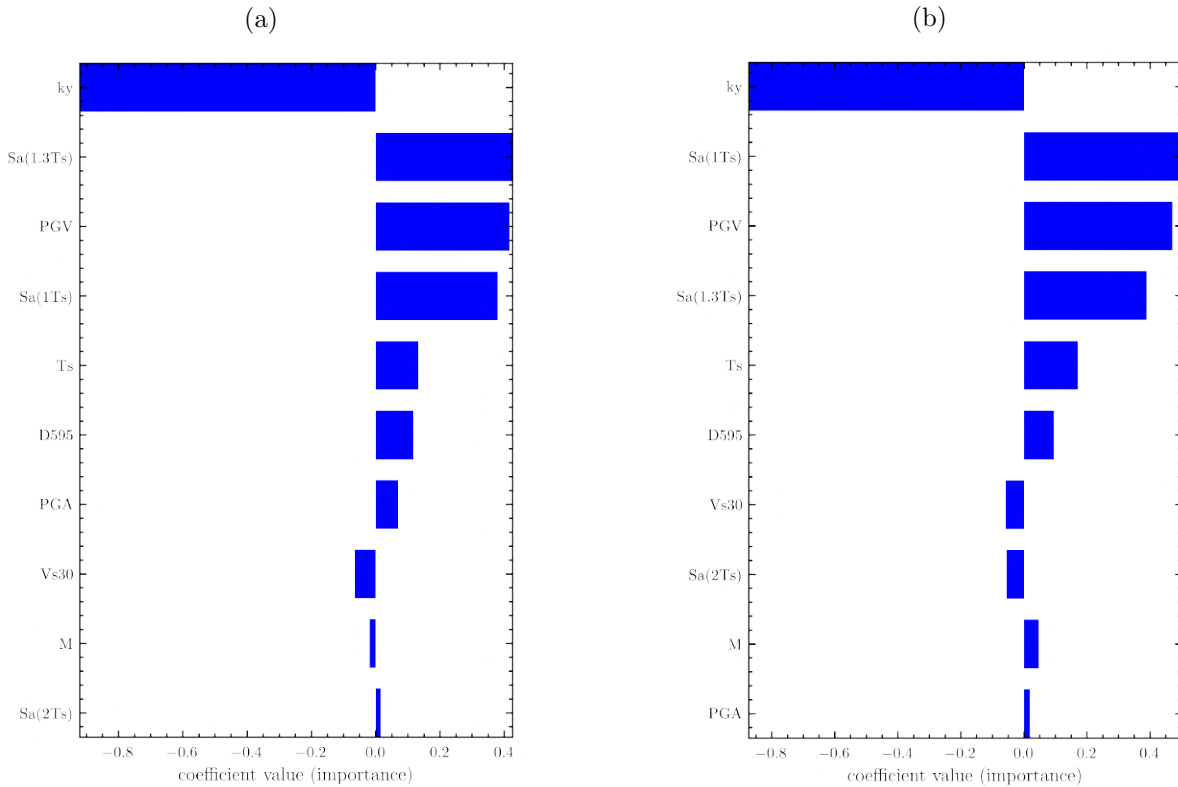 (a)
ky
Sa(1.3Ts)
PGV
Sa(1Ts)
Ts
D595
PGA
Vs30
M
Sa(2Ts)
−0.8 −0.6 −0.4 −0.2 0.0 0.2 0.4
coefficient value (importance)
(b)
ky
Sa(1Ts)
PGV
Sa(1.3Ts)
Ts
D595
Vs30
Sa(2Ts)
M
PGA
−0.8 −0.6 −0.4 −0.2 0.0 0.2 0.4
coefficient value (importance)